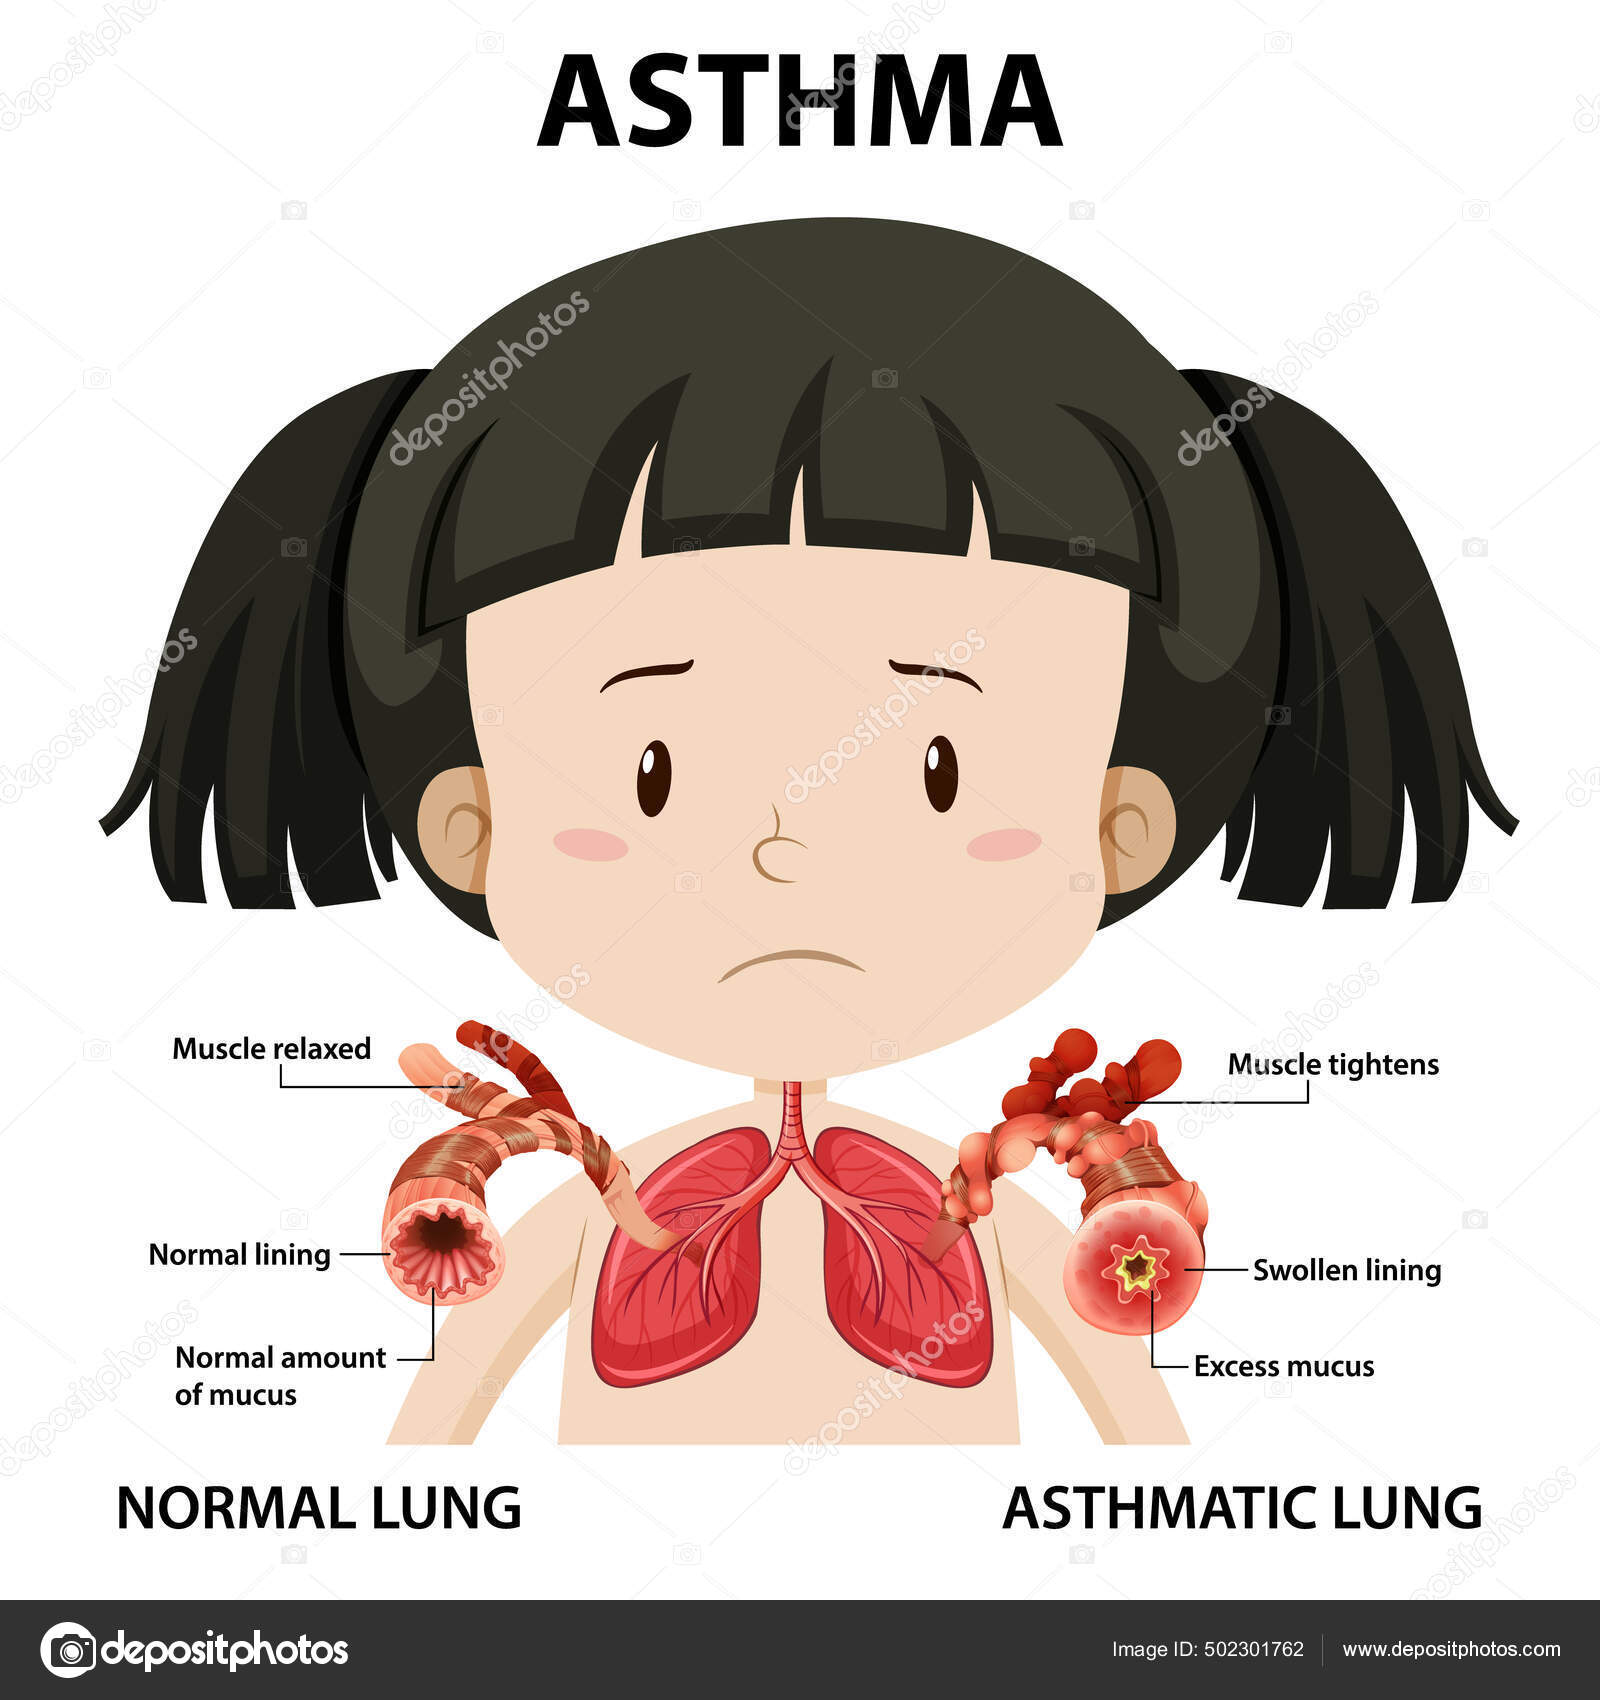 ASTHMA
Muscle relaxed
Muscle tightens
Normal lining
Swollen lining
Normal amount
of mucus
Excess mucus
NORMAL LUNG
ASTHMATIC LUNG
depositphotos
Image ID: 502301762
www.depositphotos.com